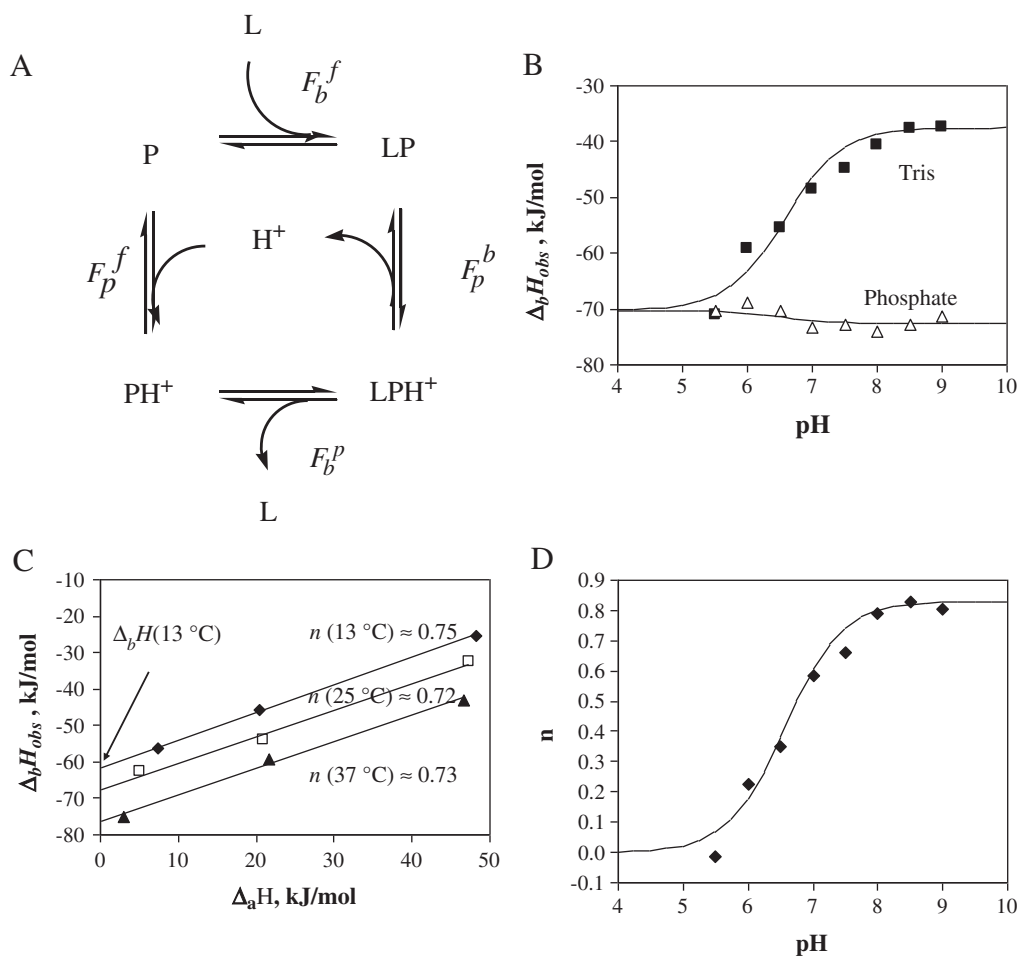 A
L
F_b^f
P
LP
F_p^f
H⁺
F_p^b
PH⁺
LPH⁺
F_b^p
L
B
-30
-40
-50
-60
-70
-80
Δ_bH_obs , kJ/mol
Tris
Phosphate
4 5 6 7 8 9 10
pH
C
-10
-20
-30
-40
-50
-60
-70
-80
Δ_bH_obs , kJ/mol
Δ_bH(13 °C)
n (13 °C) ≈ 0.75
n (25 °C) ≈ 0.72
n (37 °C) ≈ 0.73
0 10 20 30 40 50
Δ_aH, kJ/mol
D
0.9
0.8
0.7
0.6
0.5
0.4
0.3
0.2
0.1
0.0
-0.1
n
4 5 6 7 8 9 10
pH